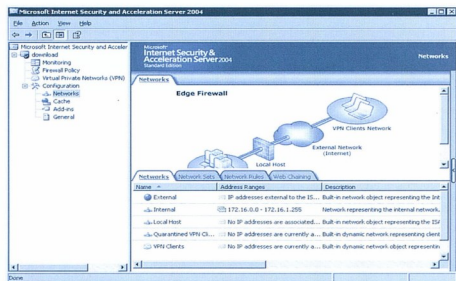 Microsoft Internet Security and Acceleration Server 2004
File Action View Help
Microsoft Internet Security and Acceler
download
Monitoring
Firewall Policy
Virtual Private Networks (VPN)
Configuration
Networks
Cache
Add-ins
General
Microsoft
Internet Security &
Acceleration Server 2004
Standard Edition
Networks
Networks
Edge Firewall
VPN Clients Network
External Network
(Internet)
Local Host
Networks Network Sets Network Rules Web Chaining
Name Address Ranges Description
External IP addresses external to the IS... Built-in network object representing the Int
Internal 172.16.0.0 - 172.16.1.255 Network representing the internal network.
Local Host No IP addresses are associated... Built-in network object representing the ISA
Quarantined VPN Cli... No IP addresses are currently a... Built-in dynamic network representing client
VPN Clients No IP addresses are currently a... Built-in dynamic network object representin
Done